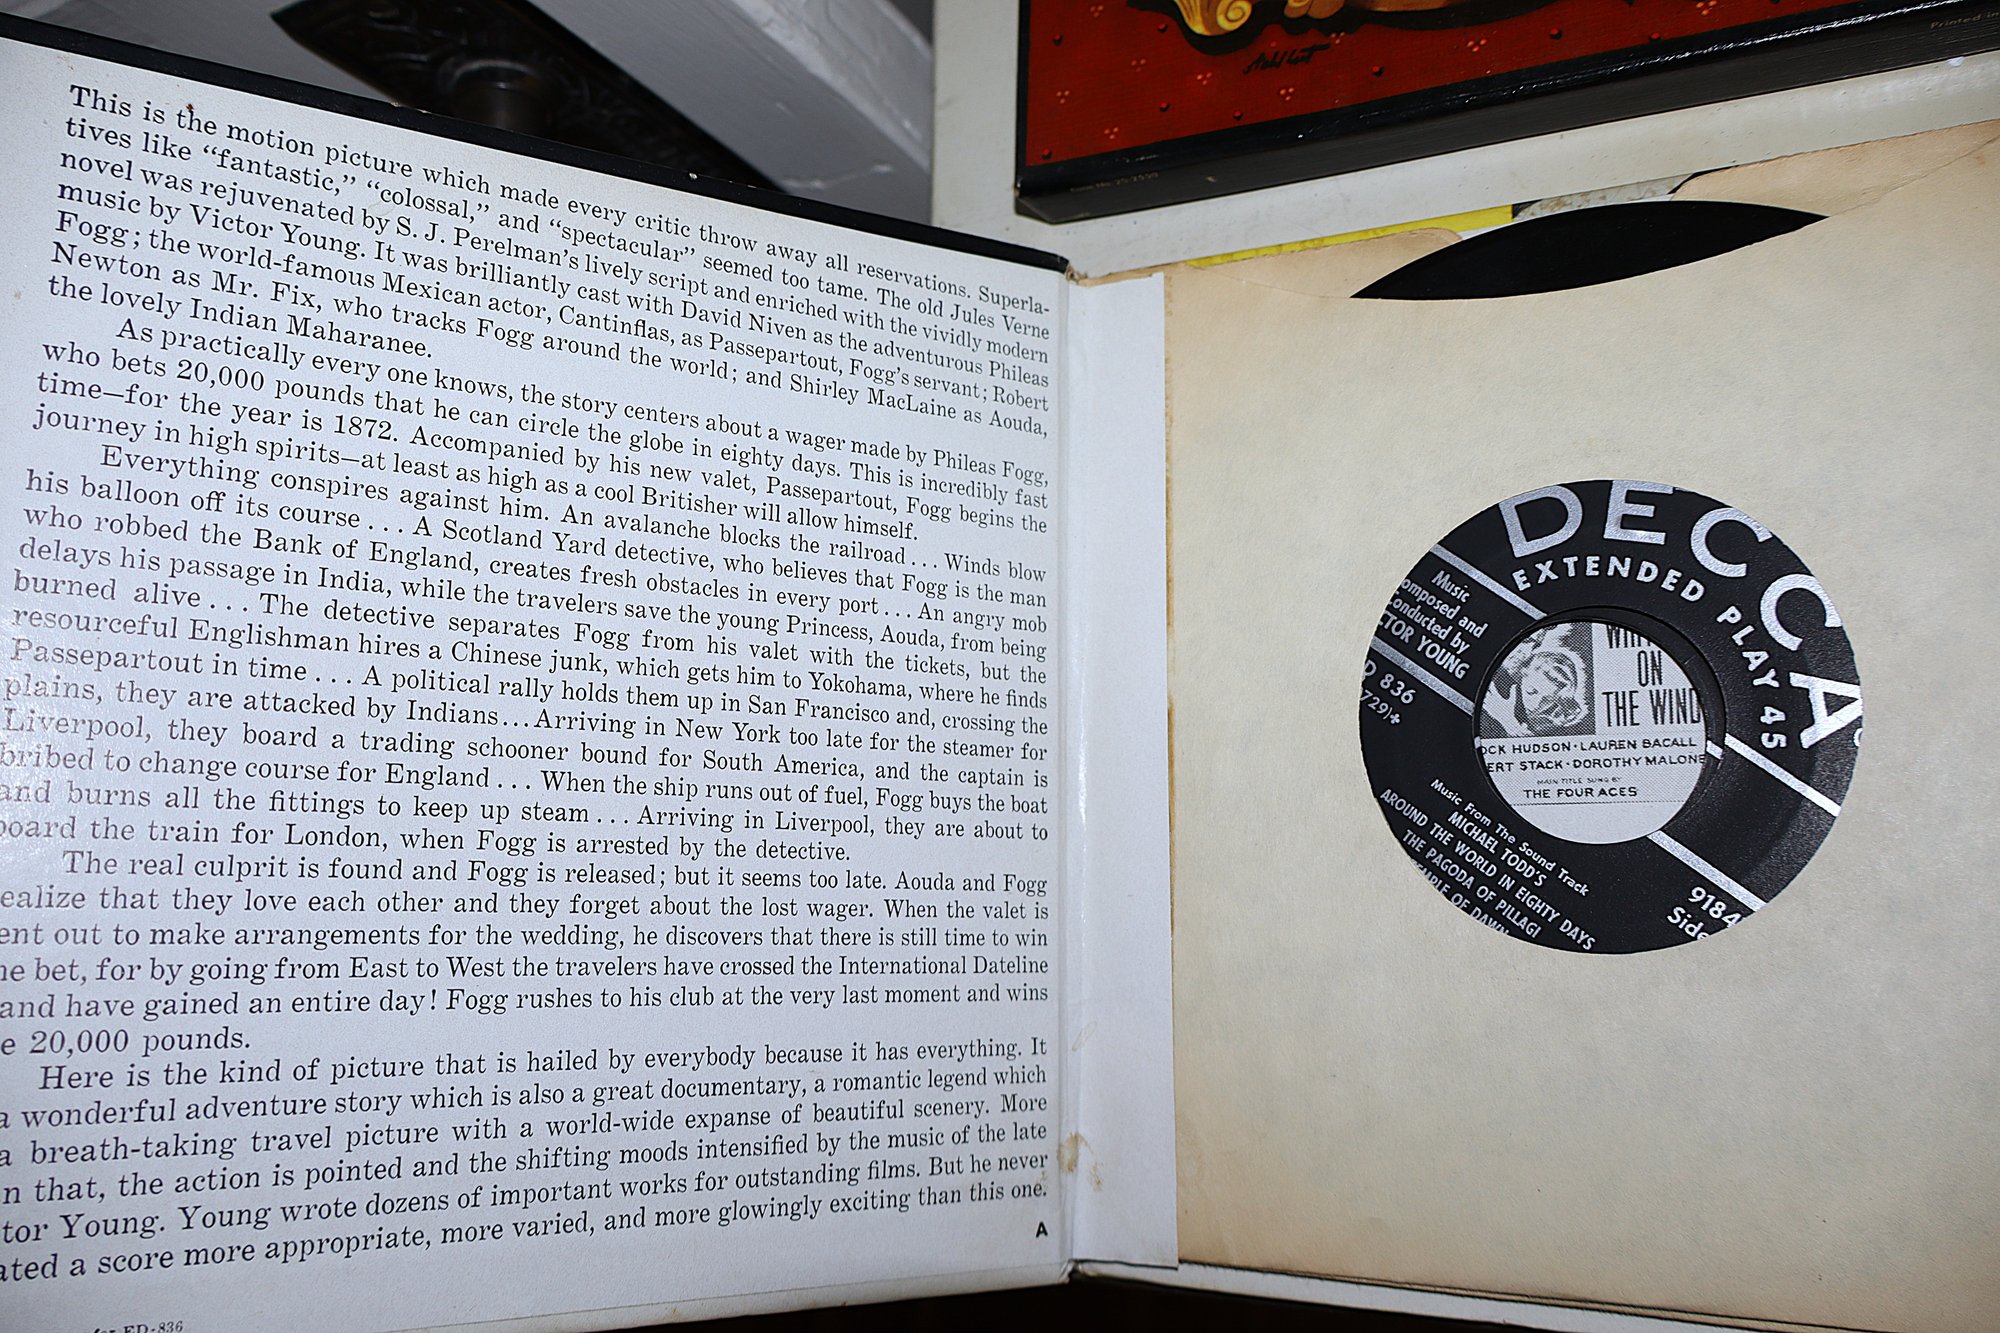 This is the motion picture which made every critic throw away all reservations. Superla-
tives like “fantastic,” “colossal,” and “spectacular” seemed too tame. The old Jules Verne
novel was rejuvenated by S. J. Perelman’s lively script and enriched with the vividly modern
music by Victor Young. It was brilliantly cast with David Niven as the adventurous Phileas
Fogg; the world-famous Mexican actor, Cantinflas, as Passepartout, Fogg’s servant; Robert
Newton as Mr. Fix, who tracks Fogg around the world; and Shirley MacLaine as Aouda,
the lovely Indian Maharanee.
As practically every one knows, the story centers about a wager made by Phileas Fogg,
who bets 20,000 pounds that he can circle the globe in eighty days. This is incredibly fast
time—for the year is 1872. Accompanied by his new valet, Passepartout, Fogg begins the
journey in high spirits—at least as high as a cool Britisher will allow himself.
Everything conspires against him. An avalanche blocks the railroad... Winds blow
his balloon off its course... A Scotland Yard detective, who believes that Fogg is the man
who robbed the Bank of England, creates fresh obstacles in every port... An angry mob
delays his passage in India, while the travelers save the young Princess, Aouda, from being
burned alive... The detective separates Fogg from his valet with the tickets, but the
resourceful Englishman hires a Chinese junk, which gets him to Yokohama, where he finds
Passepartout in time... A political rally holds them up in San Francisco and, crossing the
plains, they are attacked by Indians...Arriving in New York too late for the steamer for
Liverpool, they board a trading schooner bound for South America, and the captain is
bribed to change course for England... When the ship runs out of fuel, Fogg buys the boat
and burns all the fittings to keep up steam... Arriving in Liverpool, they are about to
board the train for London, when Fogg is arrested by the detective.
The real culprit is found and Fogg is released; but it seems too late. Aouda and Fogg
ealize that they love each other and they forget about the lost wager. When the valet is
ent out to make arrangements for the wedding, he discovers that there is still time to win
he bet, for by going from East to West the travelers have crossed the International Dateline
and have gained an entire day! Fogg rushes to his club at the very last moment and wins
e 20,000 pounds.
Here is the kind of picture that is hailed by everybody because it has everything. It
a wonderful adventure story which is also a great documentary, a romantic legend which
a breath-taking travel picture with a world-wide expanse of beautiful scenery. More
n that, the action is pointed and the shifting moods intensified by the music of the late
tor Young. Young wrote dozens of important works for outstanding films. But he never
ated a score more appropriate, more varied, and more glowingly exciting than this one.
A
for ED-836
Printed in
DECCA
EXTENDED PLAY 45
Music
omposed and
Conducted by
CTOR YOUNG
D 836
729)
ON
THE WIND
OCK HUDSON · LAUREN BACALL
ERT STACK · DOROTHY MALONE
MAIN TITLE SUNG BY
THE FOUR ACES
Music From The Sound Track
MICHAEL TODD'S
AROUND THE WORLD IN EIGHTY DAYS
THE PAGODA OF PILLAGI
EMPLE OF DAWN
9184
Side